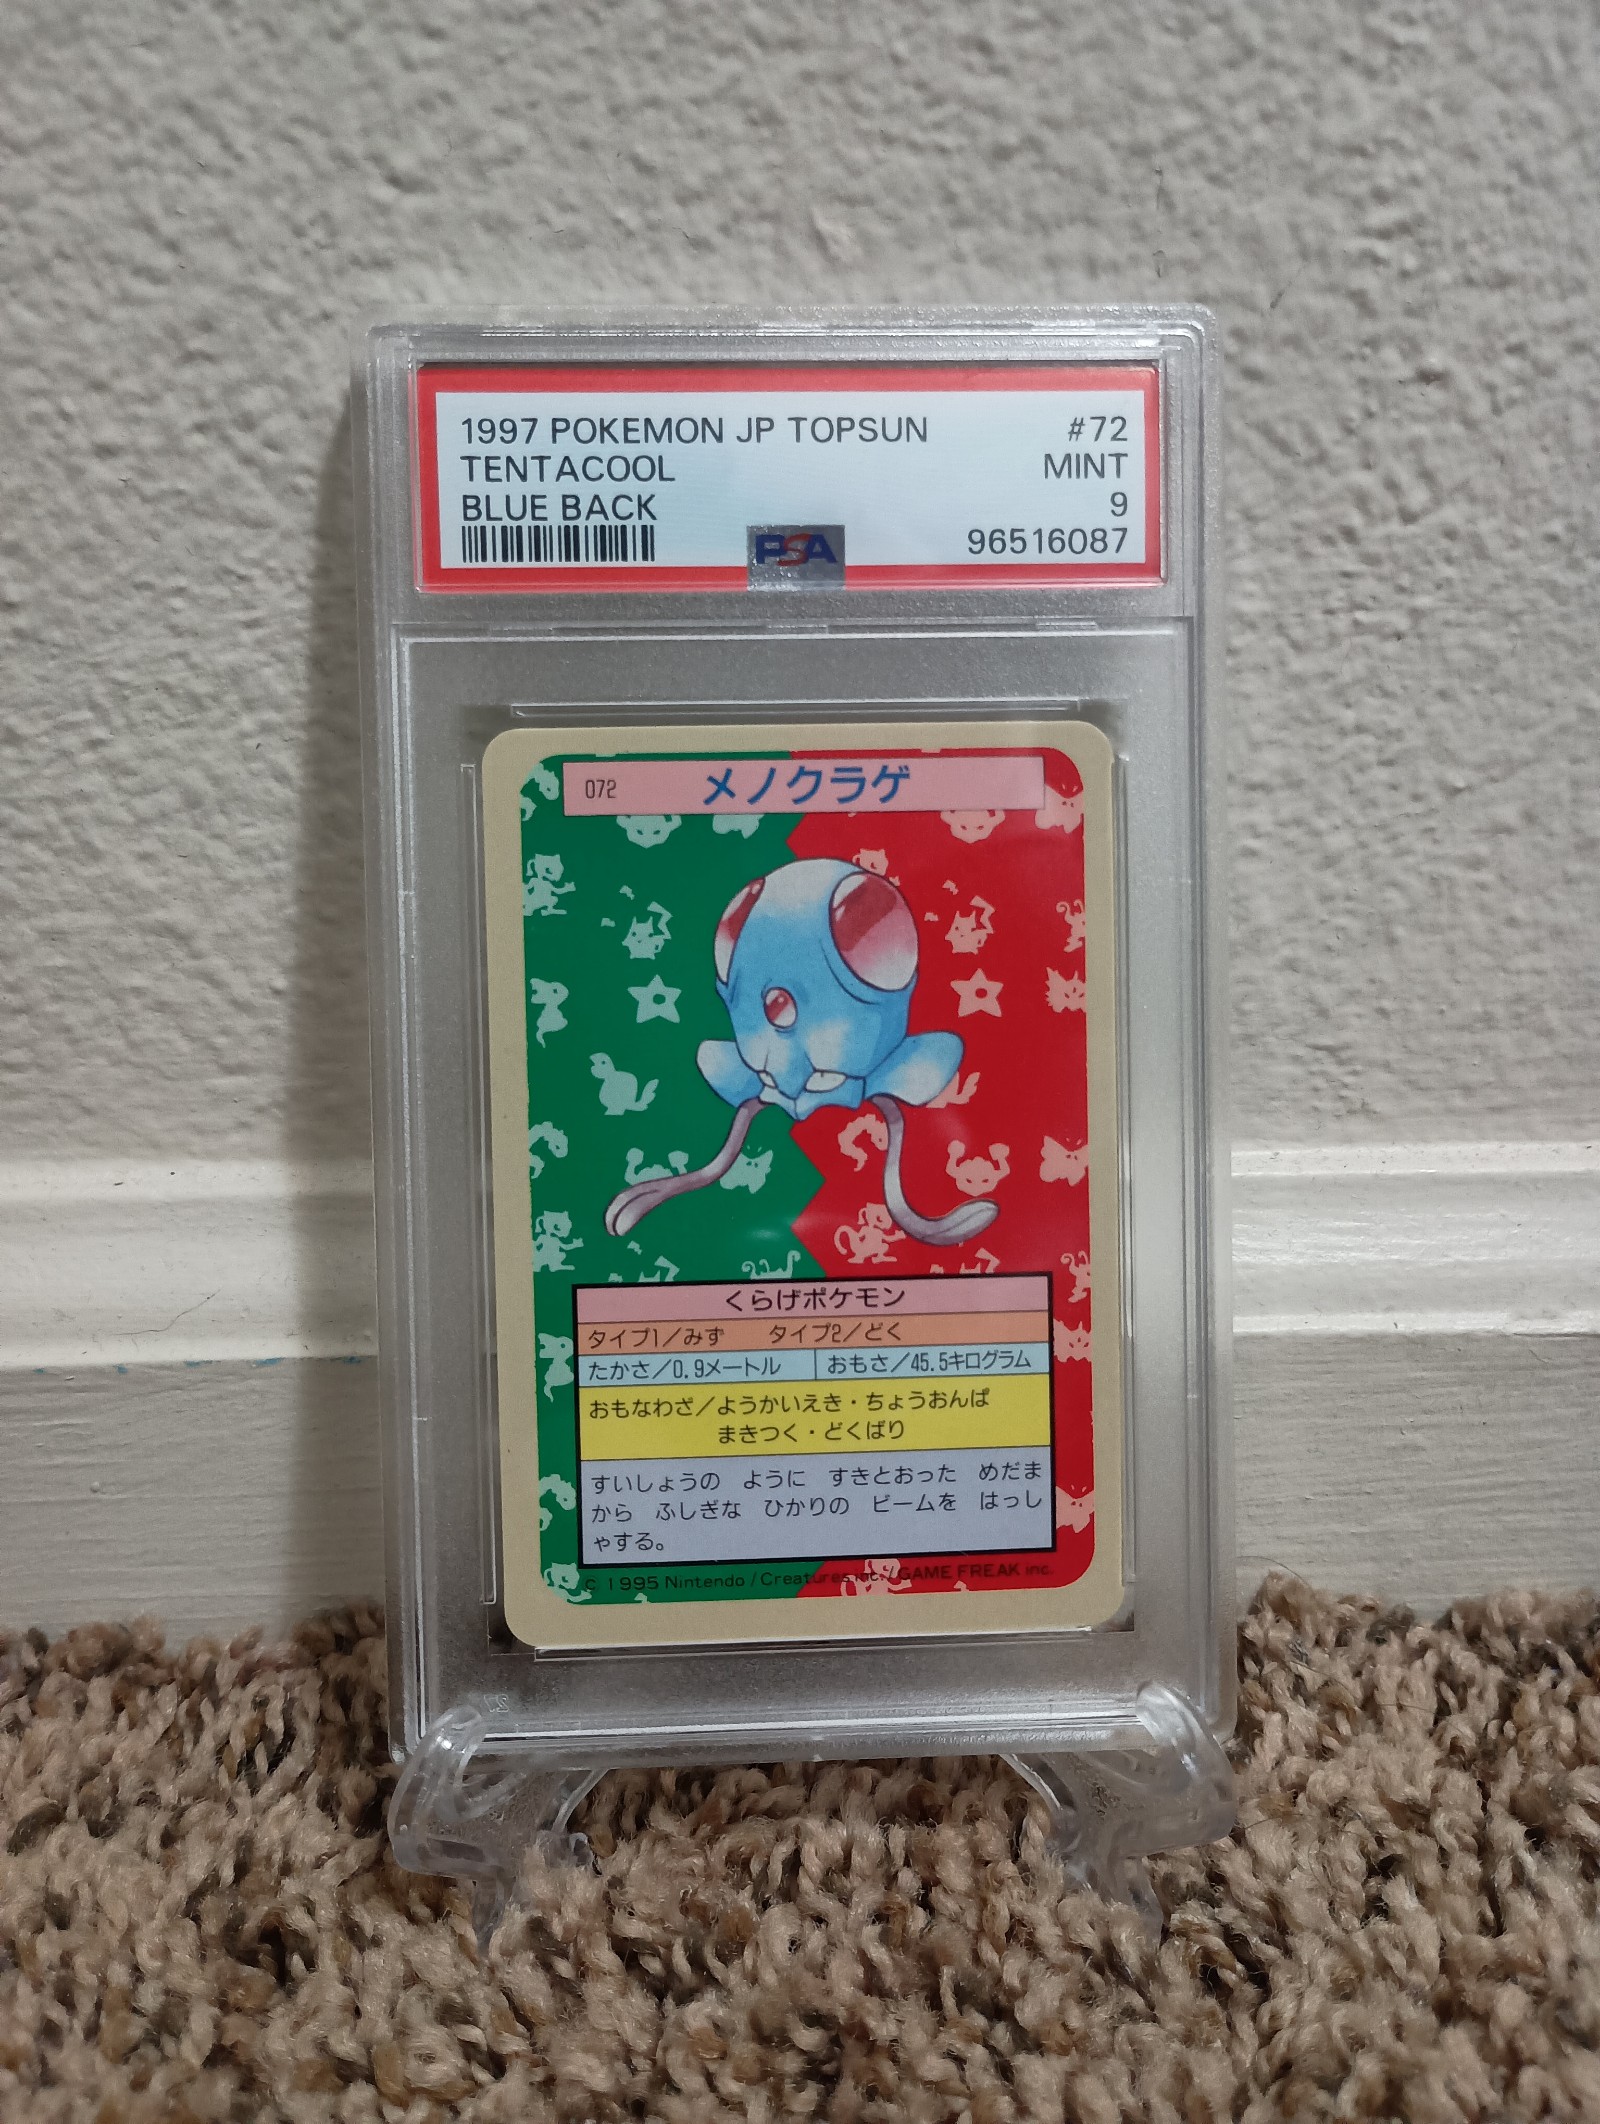 1997 POKEMON JP TOPSUN #72
TENTACOOL MINT
BLUE BACK 9
PSA 96516087
072 メノクラゲ
くらげポケモン
タイプ1/みず タイプ2/どく
たかさ/0.9メートル おもさ/45.5キログラム
おもなわざ/ようかいえき・ちょうおんぱ
まきつく・どくばり
すいしょうの ように すきとおった めだま
から ふしぎな ひかりの ビームを はっし
ゃする。
© 1995 Nintendo / Creatures inc. / GAME FREAK inc.